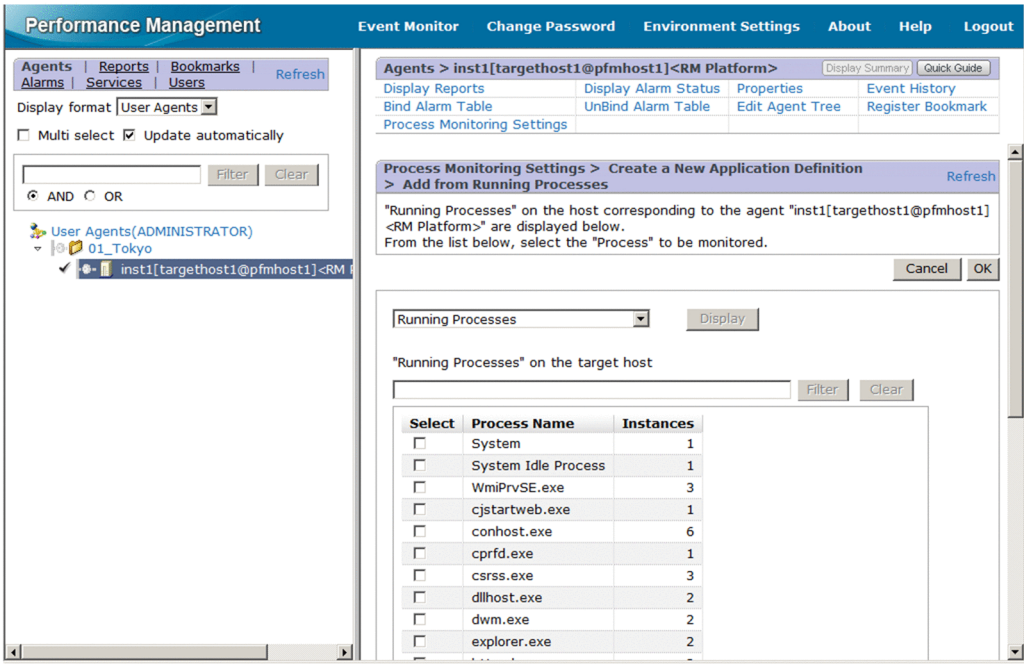 Performance Management
Event Monitor Change Password Environment Settings About Help Logout
Agents | Reports | Bookmarks |
Alarms | Services | Users
Refresh
Display format User Agents
Multi select Update automatically
Filter Clear
AND OR
User Agents(ADMINISTRATOR)
01_Tokyo
inst1[targethost1@pfmhost1]<RM
Agents > inst1[targethost1@pfmhost1]<RM Platform>
Display Summary Quick Guide
Display Reports Display Alarm Status Properties Event History
Bind Alarm Table UnBind Alarm Table Edit Agent Tree Register Bookmark
Process Monitoring Settings
Process Monitoring Settings > Create a New Application Definition
> Add from Running Processes
Refresh
"Running Processes" on the host corresponding to the agent "inst1[targethost1@pfmhost1]
<RM Platform>" are displayed below.
From the list below, select the "Process" to be monitored.
Cancel OK
Running Processes Display
"Running Processes" on the target host
Filter Clear
Select Process Name Instances
System 1
System Idle Process 1
WmiPrvSE.exe 3
cjstartweb.exe 1
conhost.exe 6
cprfd.exe 1
csrss.exe 3
dllhost.exe 2
dwm.exe 2
explorer.exe 2